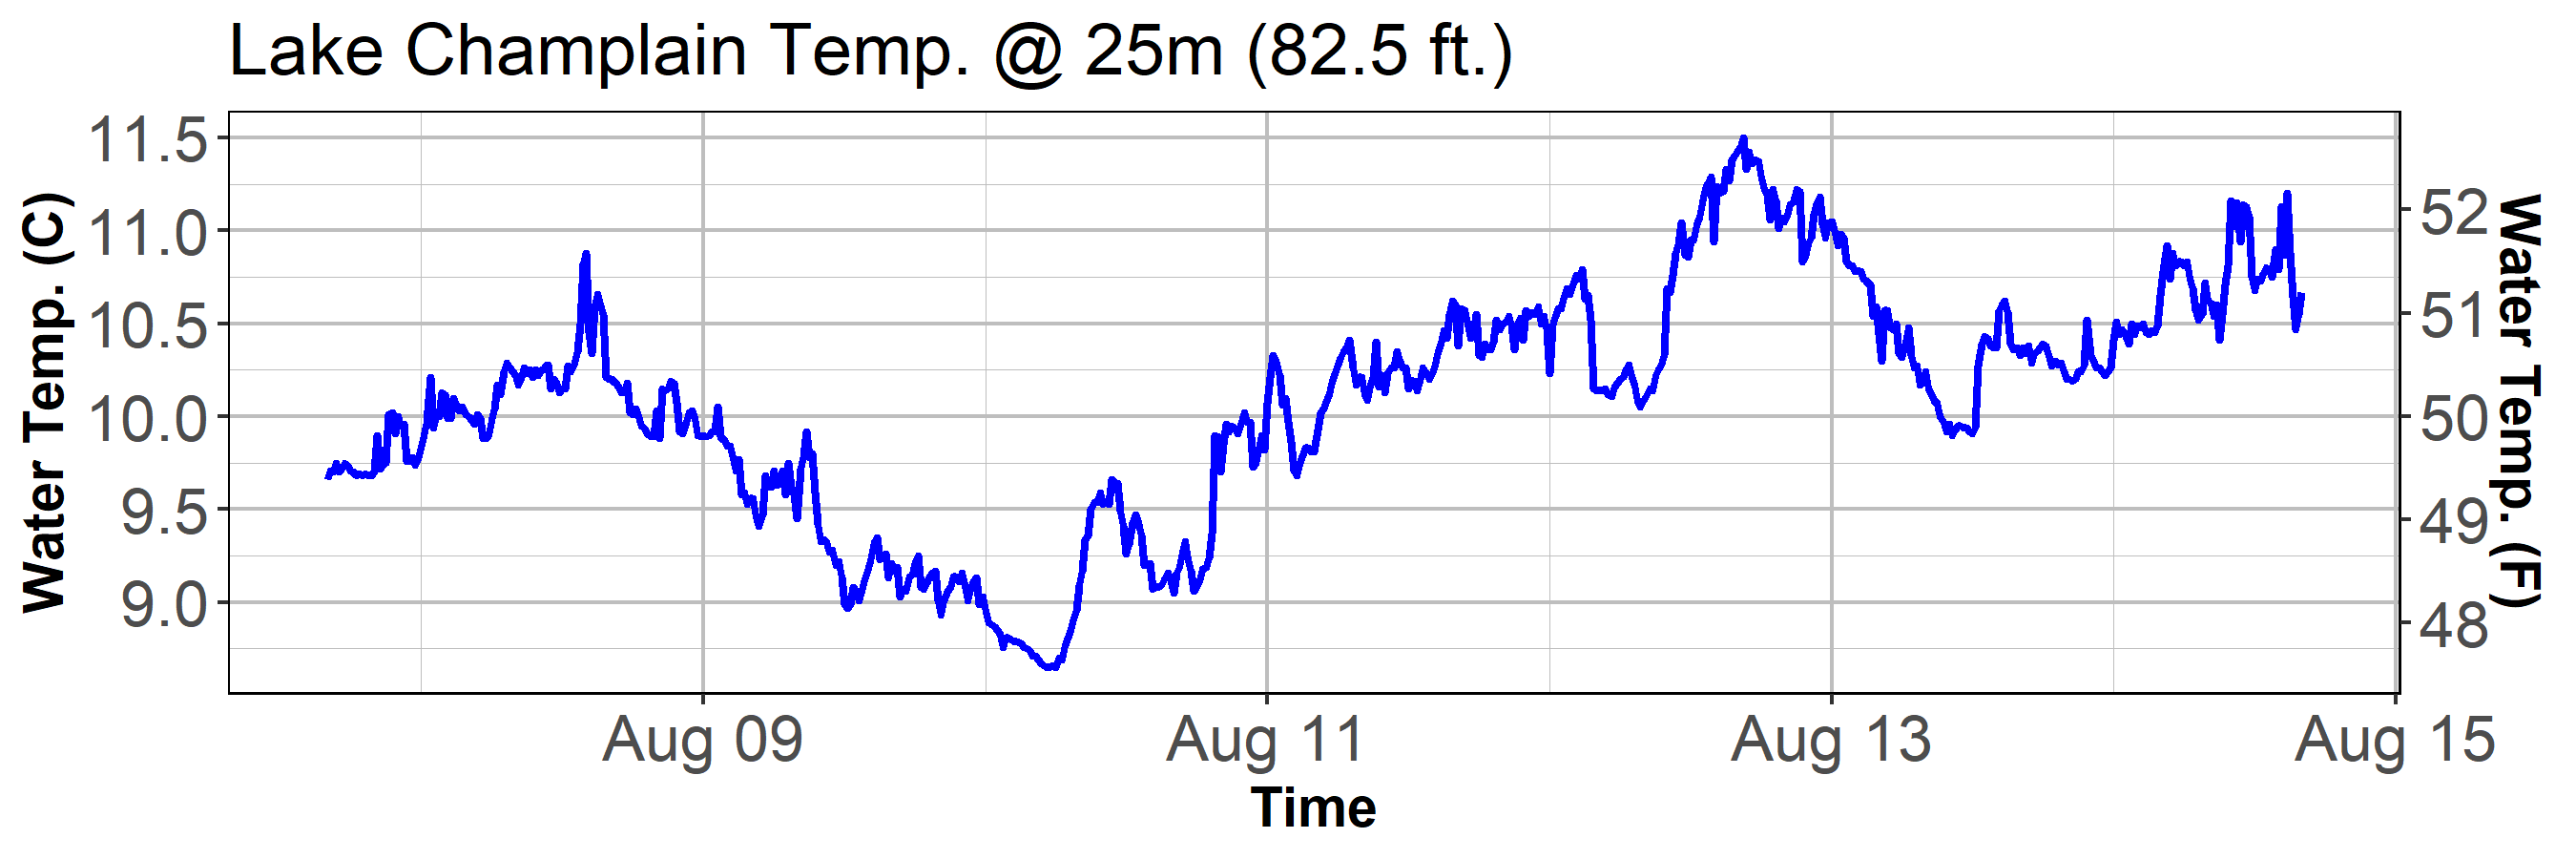 Lake Champlain Temp. @ 25m (82.5 ft.)
Water Temp. (C)
11.5
11.0
10.5
10.0
9.5
9.0
52
51
50
49
48
Water Temp. (F)
Aug 09 Aug 11 Aug 13 Aug 15
Time